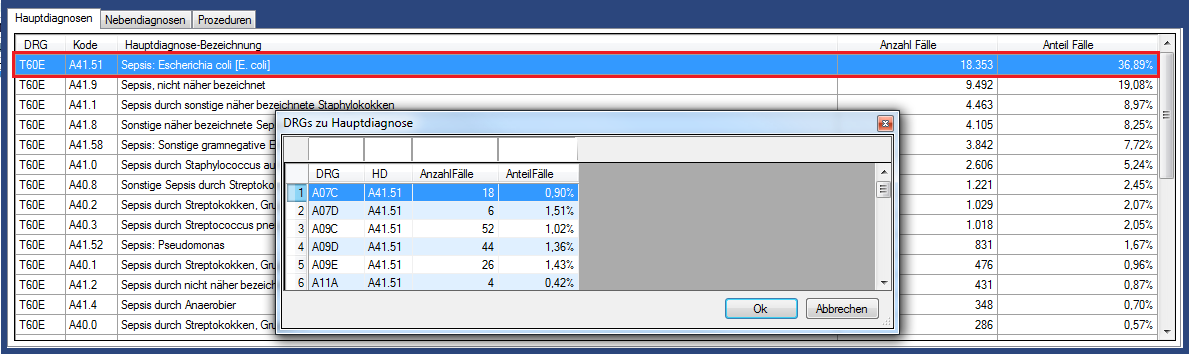 Hauptdiagnosen Nebendiagnosen Prozeduren
DRG Kode Hauptdiagnose-Bezeichnung Anzahl Fälle Anteil Fälle
T60E A41.51 Sepsis: Escherichia coli [E. coli] 18.353 36,89%
T60E A41.9 Sepsis, nicht näher bezeichnet 9.492 19,08%
T60E A41.1 Sepsis durch sonstige näher bezeichnete Staphylokokken 4.463 8,97%
T60E A41.8 Sonstige näher bezeichnete Sep 4.105 8,25%
T60E A41.58 Sepsis: Sonstige gramnegative E 3.842 7,72%
T60E A41.0 Sepsis durch Staphylococcus au 2.606 5,24%
T60E A40.8 Sonstige Sepsis durch Streptoko 1.221 2,45%
T60E A40.2 Sepsis durch Streptokokken, Gru 1.029 2,07%
T60E A40.3 Sepsis durch Streptococcus pne 1.018 2,05%
T60E A41.52 Sepsis: Pseudomonas 831 1,67%
T60E A40.1 Sepsis durch Streptokokken, Gru 476 0,96%
T60E A41.2 Sepsis durch nicht näher bezeich 431 0,87%
T60E A41.4 Sepsis durch Anaerobier 348 0,70%
T60E A40.0 Sepsis durch Streptokokken, Gru 286 0,57%
DRGs zu Hauptdiagnose
DRG HD AnzahlFälle AnteilFälle
1 A07C A41.51 18 0,90%
2 A07D A41.51 6 1,51%
3 A09C A41.51 52 1,02%
4 A09D A41.51 44 1,36%
5 A09E A41.51 26 1,43%
6 A11A A41.51 4 0,42%
Ok Abbrechen